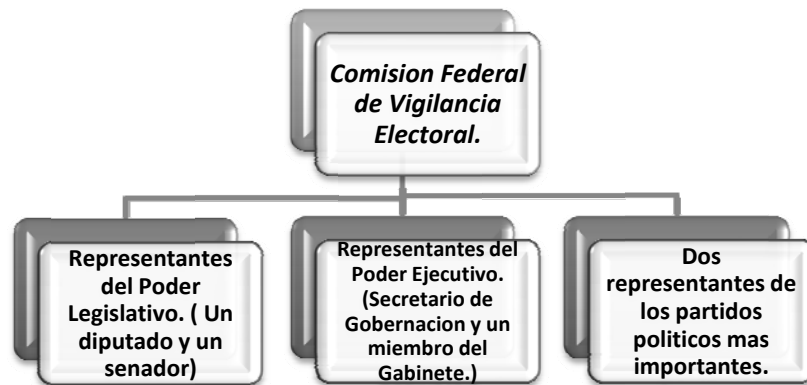 Comision Federal
de Vigilancia
Electoral.
Representantes
del Poder
Legislativo. ( Un
diputado y un
senador)
Representantes del
Poder Ejecutivo.
(Secretario de
Gobernacion y un
miembro del
Gabinete.)
Dos
representantes de
los partidos
politicos mas
importantes.